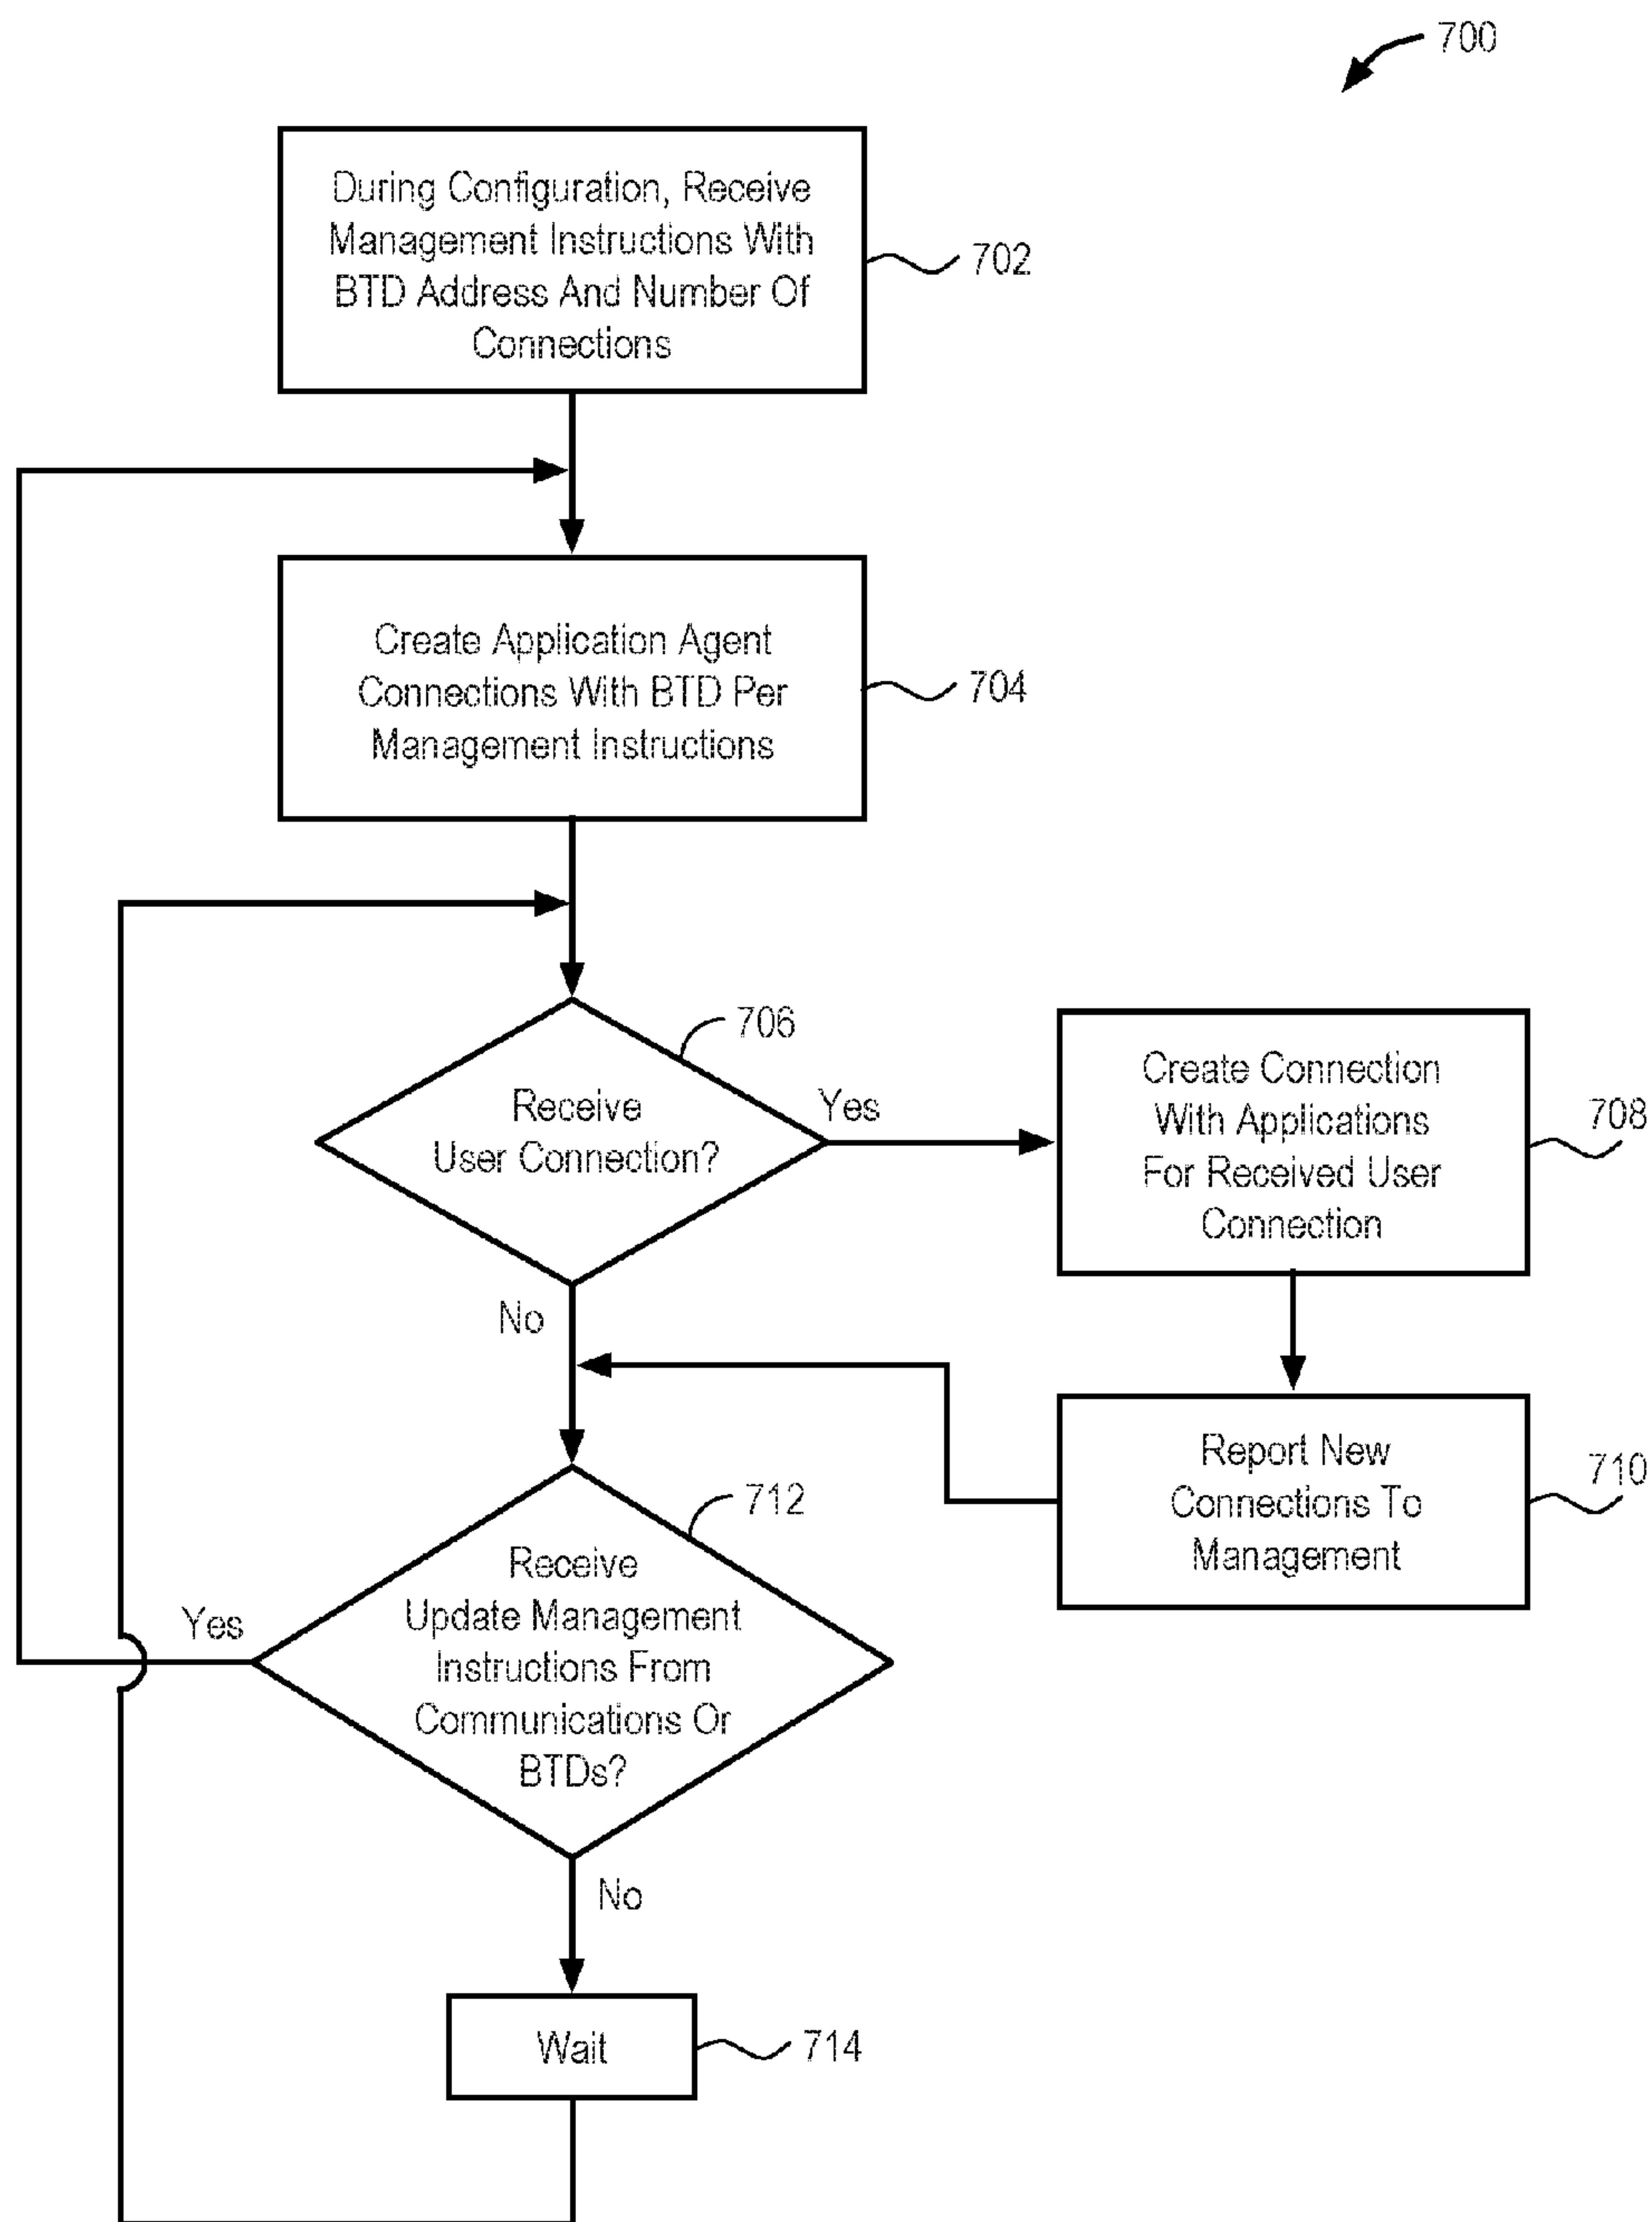 700
During Configuration, Receive
Management Instructions With
BTD Address And Number Of
Connections
702
Create Application Agent
Connections With BTD Per
Management Instructions
704
706
Receive
User Connection?
Yes
No
Create Connection
With Applications
For Received User
Connection
708
Report New
Connections To
Management
710
712
Receive
Update Management
Instructions From
Communications Or
BTDs?
Yes
No
Wait
714